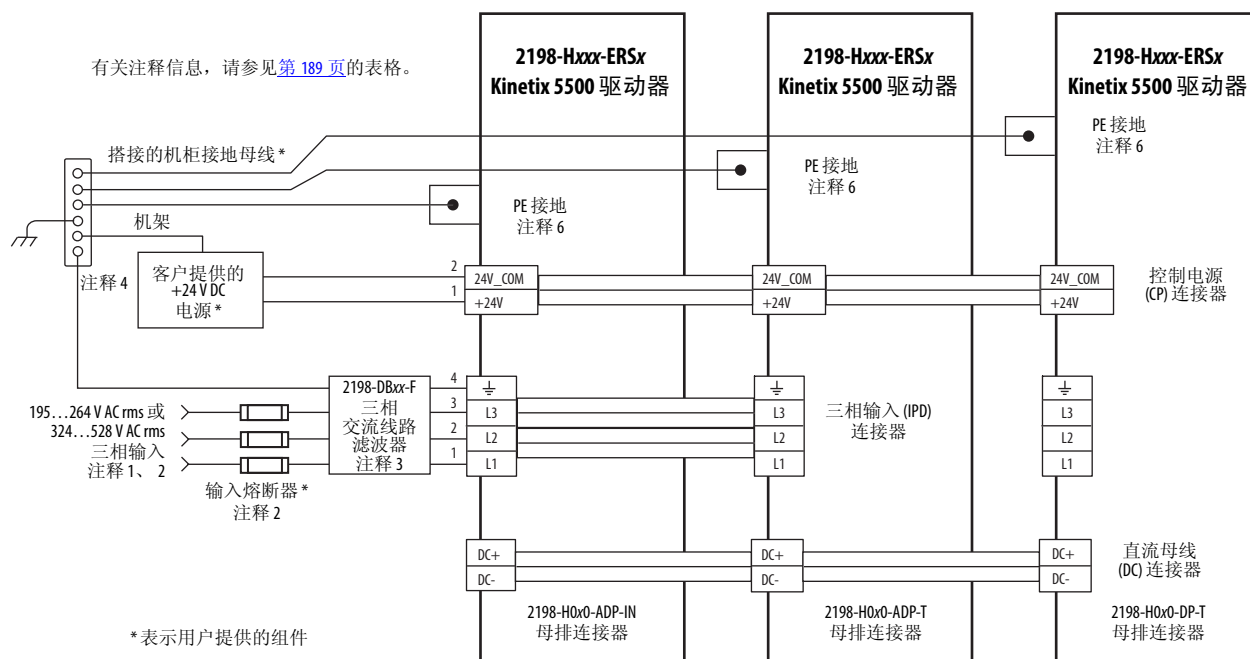 有关注释信息，请参见第 189 页的表格。
2198-Hxxx-ERSx
Kinetix 5500 驱动器
2198-Hxxx-ERSx
Kinetix 5500 驱动器
2198-Hxxx-ERSx
Kinetix 5500 驱动器
搭接的机柜接地母线 *
PE 接地
注释 6
PE 接地
注释 6
PE 接地
注释 6
机架
注释 4
客户提供的
+24 V DC
电源 *
2
1
24V_COM
+24V
24V_COM
+24V
24V_COM
+24V
控制电源
(CP) 连接器
195…264 V AC rms 或
324…528 V AC rms
三相输入
注释 1、 2
输入熔断器 *
注释 2
2198-DBxx-F
三相
交流线路
滤波器
注释 3
4
3
2
1
L3
L2
L1
L3
L2
L1
三相输入 (IPD)
连接器
L3
L2
L1
DC+
DC-
DC+
DC-
DC+
DC-
直流母线
(DC) 连接器
2198-H0x0-ADP-IN
母排连接器
2198-H0x0-ADP-T
母排连接器
2198-H0x0-DP-T
母排连接器
* 表示用户提供的组件